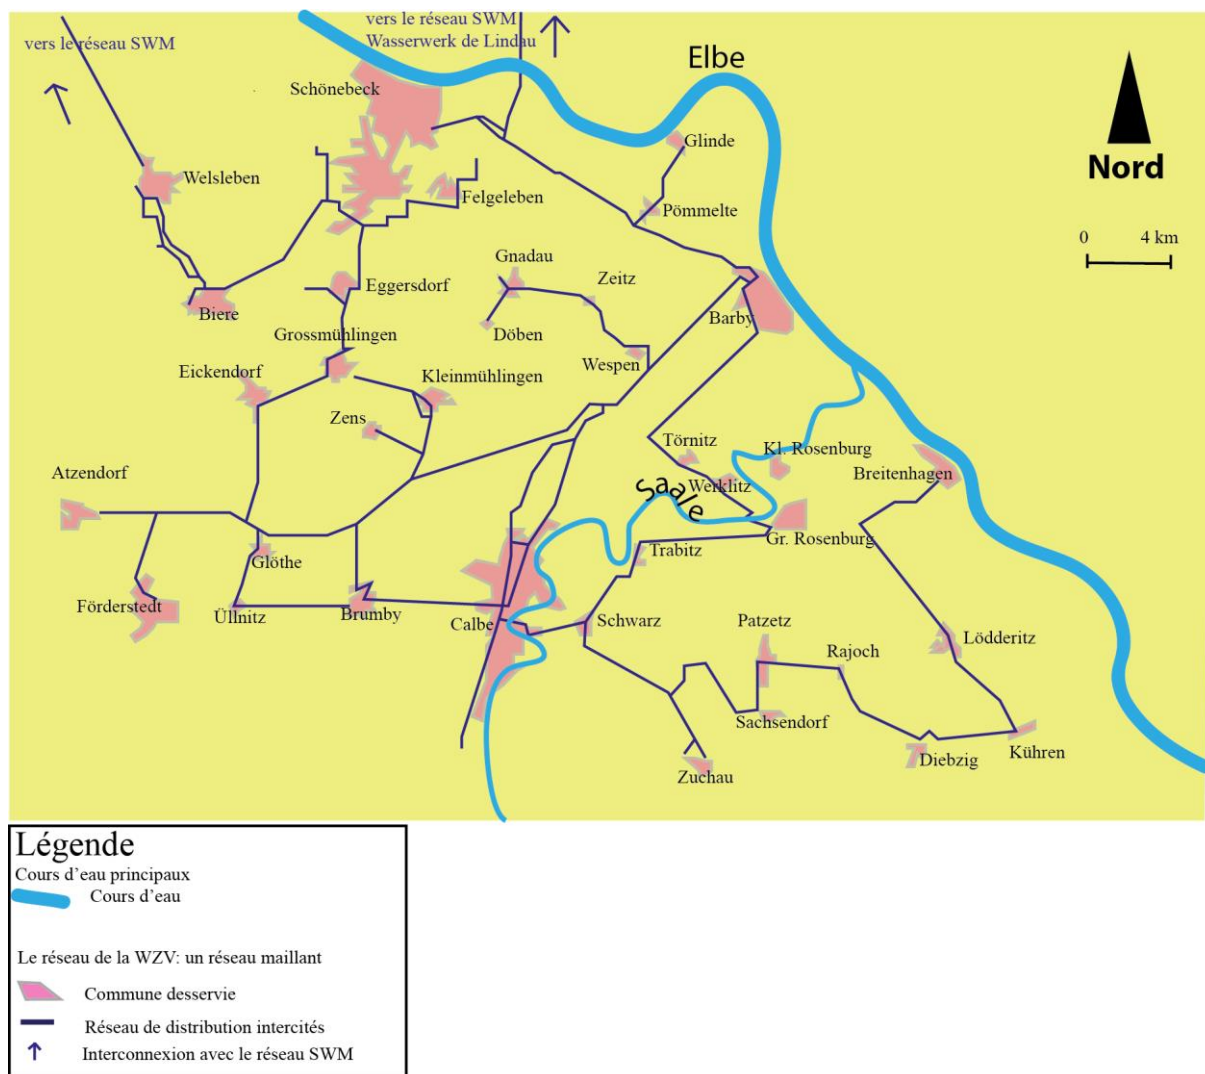 vers le réseau SWM
vers le réseau SWM
Wasserwerk de Lindau
Elbe
Schönebeck
Glinde
Nord
Welsleben
Felgeleben
Pömmelte
0 4 km
Gnadau
Zeitz
Eggersdorf
Biere
Barby
Grossmühlingen
Döben
Wespen
Eickendorf
Kleinmühlingen
Zens
Törnitz
Kl. Rosenburg
Atzendorf
Breitenhagen
Werklitz
Saale
Gr. Rosenburg
Glöthe
Trabitz
Förderstedt
Üllnitz
Brumby
Calbe
Schwarz
Patzetz
Lödderitz
Rajoch
Sachsendorf
Kühren
Diebzig
Zuchau
Légende
Cours d'eau principaux
Cours d'eau
Le réseau de la WZV: un réseau maillant
Commune desservie
Réseau de distribution intercités
Interconnexion avec le réseau SWM